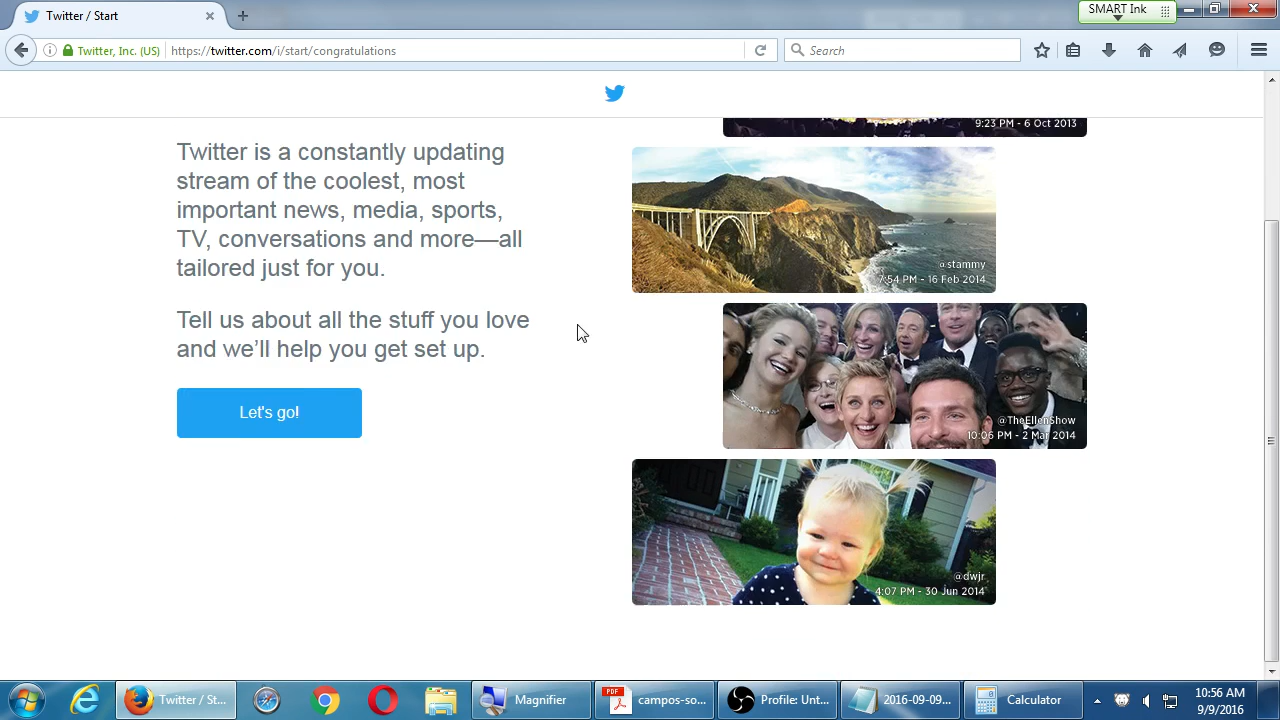 Twitter / Start
SMART Ink
Twitter, Inc. (US)
https://twitter.com/i/start/congratulations
Search
9:23 PM - 6 Oct 2013
Twitter is a constantly updating
stream of the coolest, most
important news, media, sports,
TV, conversations and more—all
tailored just for you.
Tell us about all the stuff you love
and we'll help you get set up.
Let's go!
@stammy
7:54 PM - 16 Feb 2014
@TheEllenShow
10:06 PM - 2 Mar 2014
@dwjr
4:07 PM - 30 Jun 2014
Twitter / St...
Magnifier
PDF
campos-so...
Profile: Unt...
2016-09-09...
Calculator
10:56 AM
9/9/2016